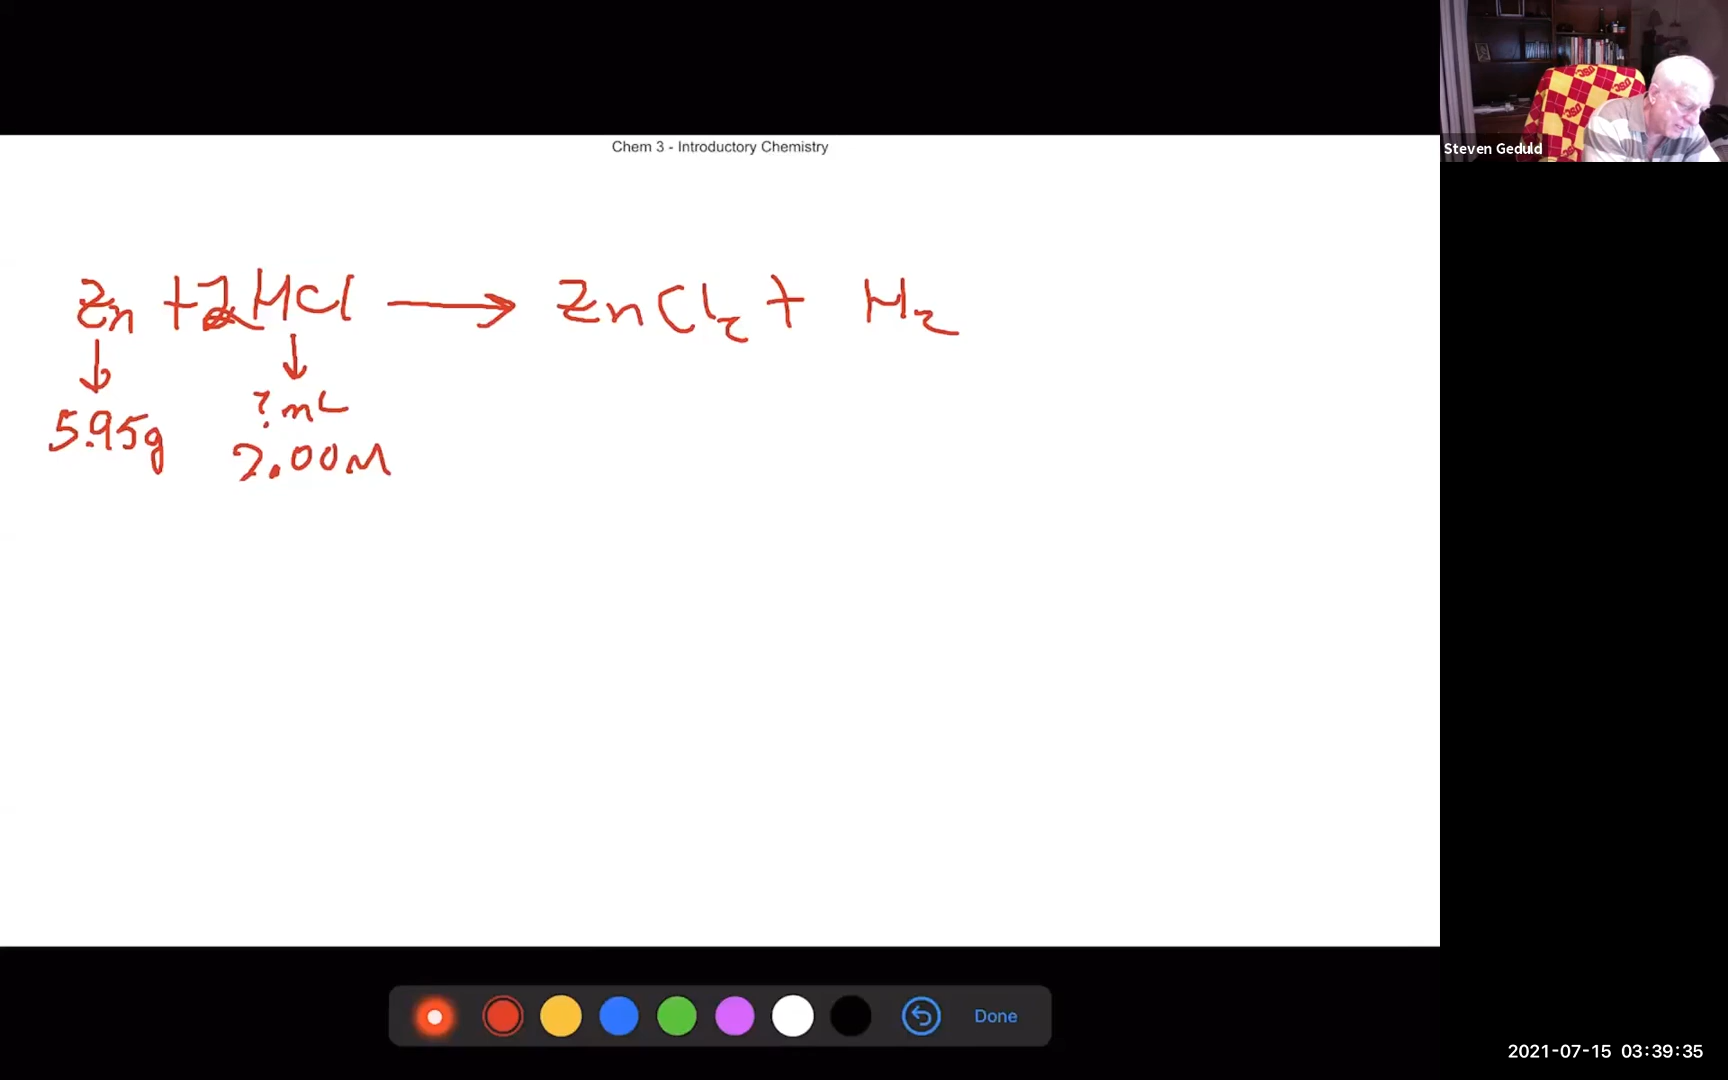 Chem 3 - Introductory Chemistry
Steven Geduld
Zn + 2HCl → ZnCl₂ + H₂
↓ ↓
5.95g ? mL
2.00M
Done
2021-07-15 03:39:35